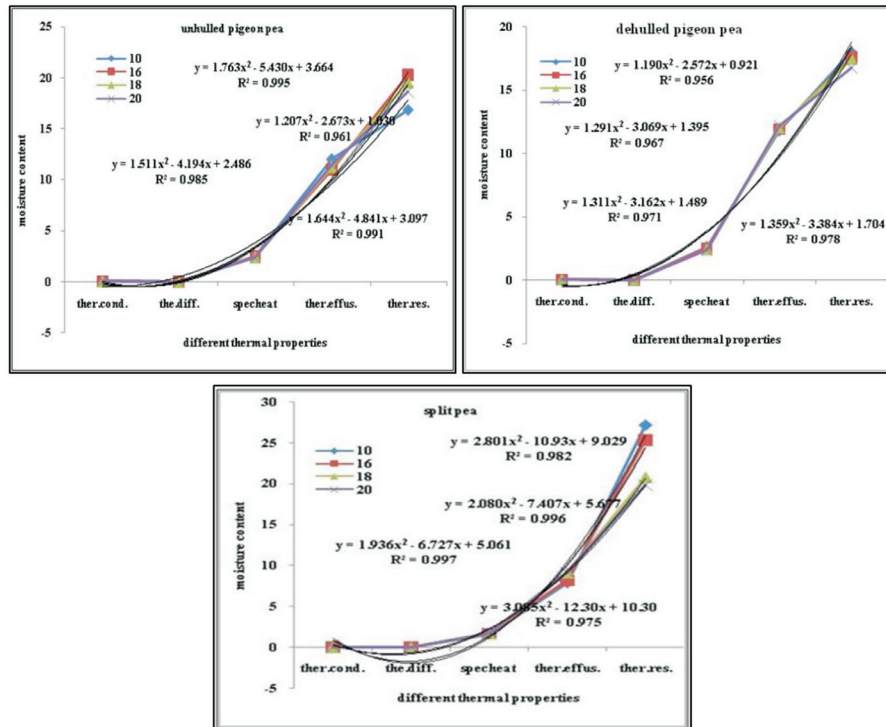 unhulled pigeon pea
25
20
15
10
5
0
-5
10
16
18
20
y = 1.763x² - 5.430x + 3.664
R² = 0.995
y = 1.207x² - 2.673x + 1.030
R² = 0.961
y = 1.511x² - 4.194x + 2.486
R² = 0.985
y = 1.644x² - 4.841x + 3.097
R² = 0.991
moisture content
ther.cond. the.diff. specheat ther.effus. ther.res.
different thermal properties
dehulled pigeon pea
20
15
10
5
0
-5
10
16
18
20
y = 1.190x² - 2.572x + 0.921
R² = 0.956
y = 1.291x² - 3.069x + 1.395
R² = 0.967
y = 1.311x² - 3.162x + 1.489
R² = 0.971
y = 1.359x² - 3.384x + 1.704
R² = 0.978
moisture content
ther.cond. the.diff. specheat ther.effus. ther.res.
different thermal properties
split pea
30
25
20
15
10
5
0
-5
10
16
18
20
y = 2.801x² - 10.93x + 9.029
R² = 0.982
y = 2.080x² - 7.407x + 5.677
R² = 0.996
y = 1.936x² - 6.727x + 5.061
R² = 0.997
y = 3.085x² - 12.30x + 10.30
R² = 0.975
moisture content
ther.cond. the.diff. specheat ther.effus. ther.res.
different thermal properties